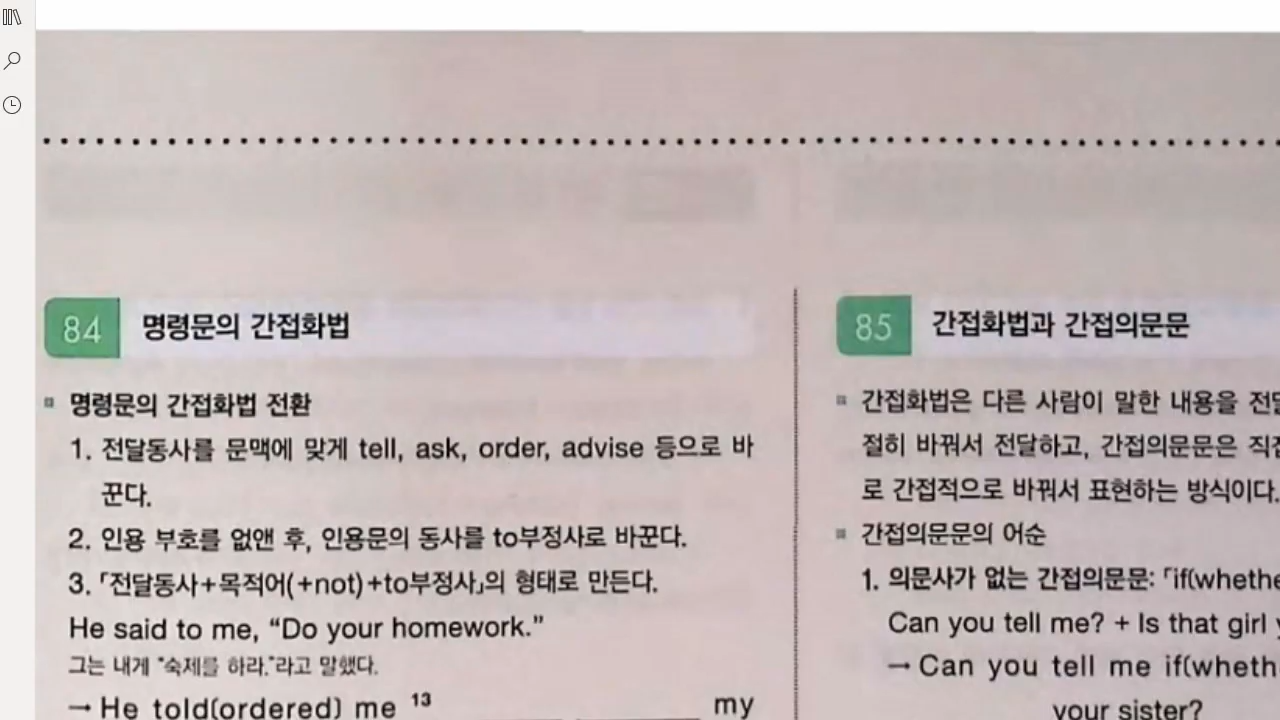 84 명령문의 간접화법
▫ 명령문의 간접화법 전환
1. 전달동사를 문맥에 맞게 tell, ask, order, advise 등으로 바
꾼다.
2. 인용 부호를 없앤 후, 인용문의 동사를 to부정사로 바꾼다.
3. 「전달동사+목적어(+not)+to부정사」의 형태로 만든다.
He said to me, “Do your homework.”
그는 내게 “숙제를 하라.”라고 말했다.
→ He told(ordered) me 13 ________ my
85 간접화법과 간접의문문
▫ 간접화법은 다른 사람이 말한 내용을 전달
절히 바꿔서 전달하고, 간접의문문은 직접
로 간접적으로 바꿔서 표현하는 방식이다.
▫ 간접의문문의 어순
1. 의문사가 없는 간접의문문: 「if(whethe
Can you tell me? + Is that girl y
→ Can you tell me if(wheth
your sister?